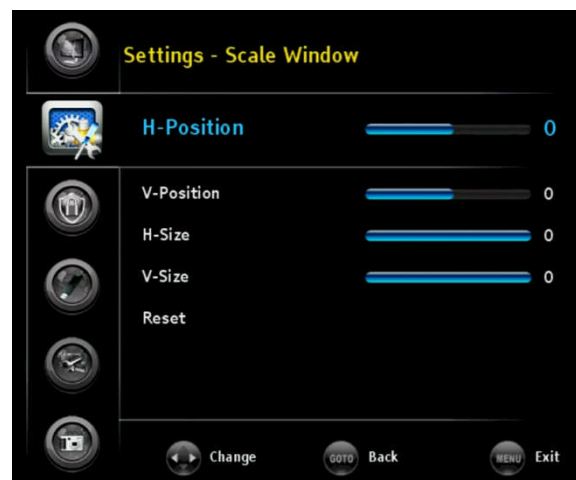 Settings - Scale Window
H-Position 0
V-Position 0
H-Size 0
V-Size 0
Reset
Change GOTO Back MENU Exit